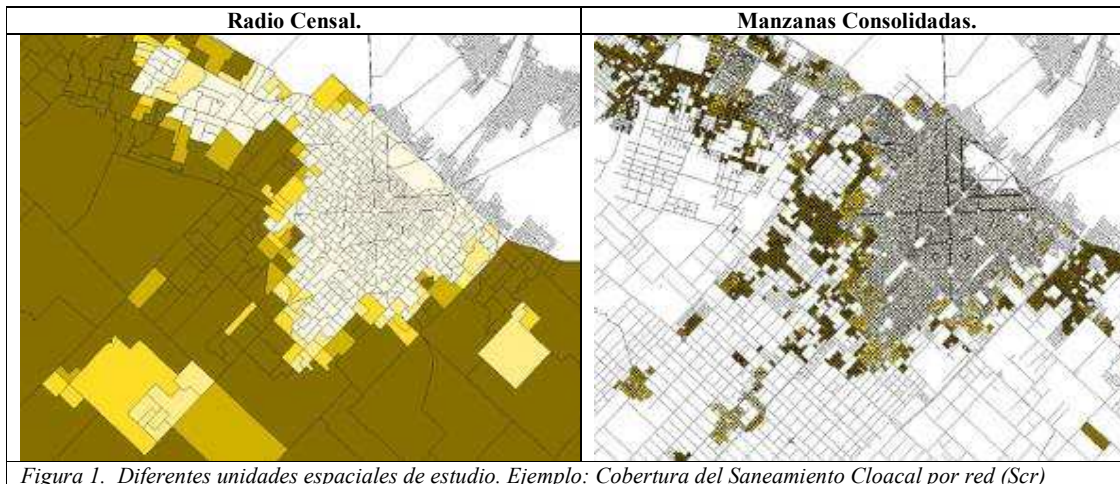 Radio Censal.
Manzanas Consolidadas.
Figura 1. Diferentes unidades espaciales de estudio. Ejemplo: Cobertura del Saneamiento Cloacal por red (Scr)